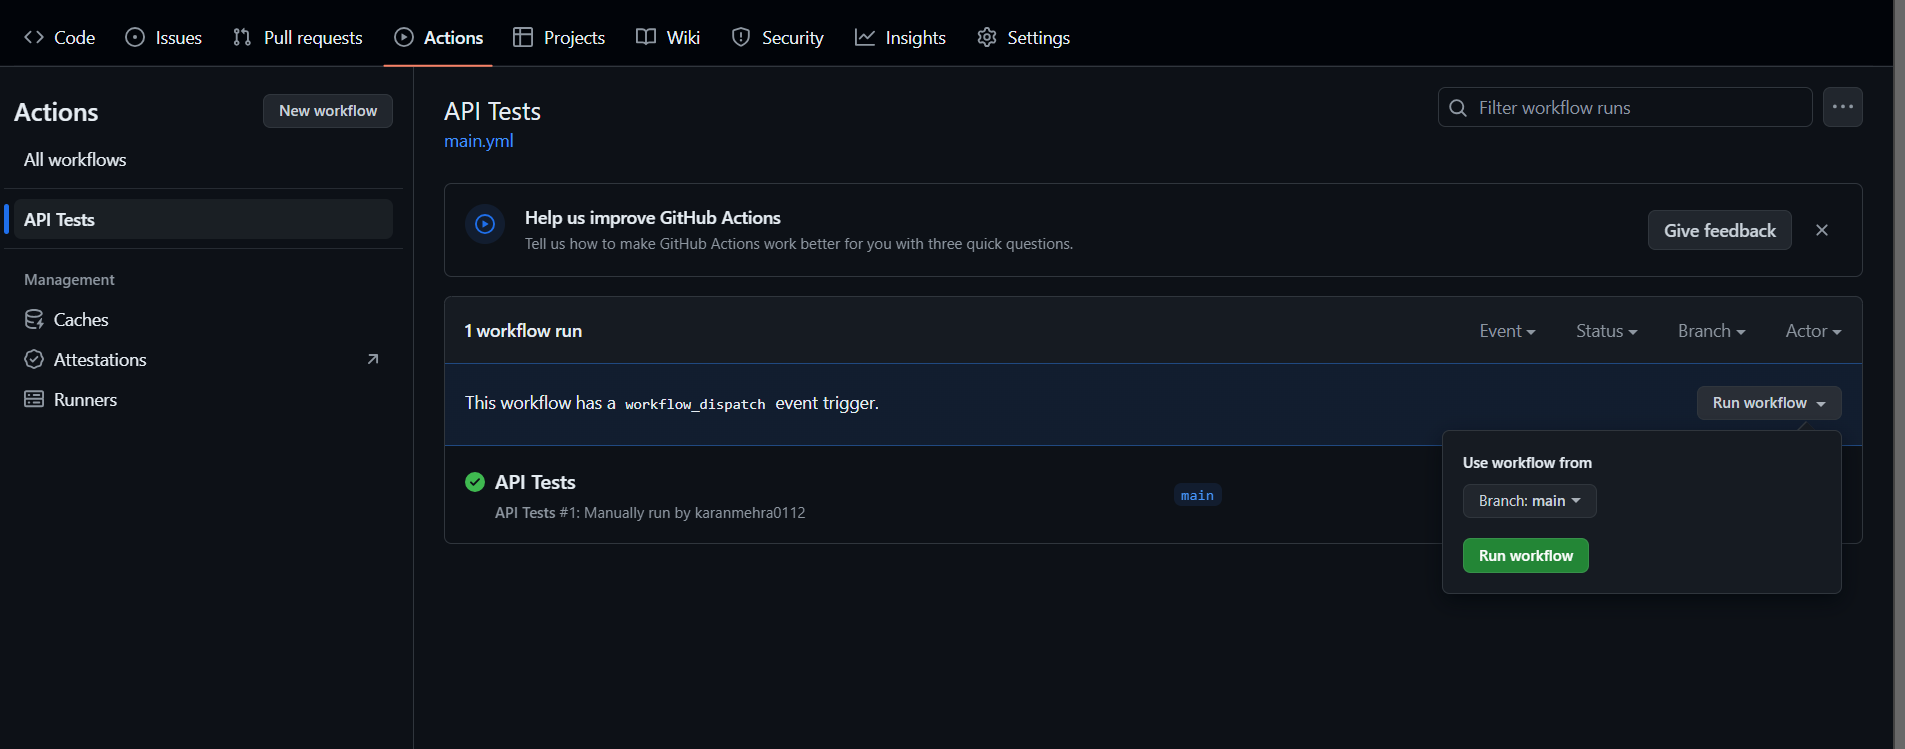 Code Issues Pull requests Actions Projects Wiki Security Insights Settings
Actions
New workflow
All workflows
API Tests
Management
Caches
Attestations
Runners
API Tests
main.yml
Filter workflow runs
Help us improve GitHub Actions
Tell us how to make GitHub Actions work better for you with three quick questions.
Give feedback
1 workflow run
Event Status Branch Actor
This workflow has a workflow_dispatch event trigger.
Run workflow
API Tests
API Tests #1: Manually run by karanmehra0112
main
Use workflow from
Branch: main
Run workflow